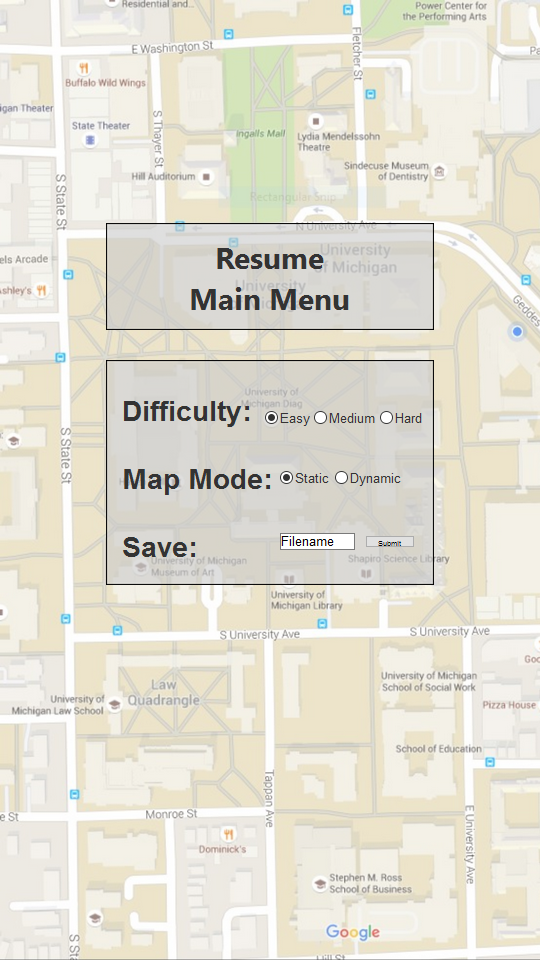 Residential and...
Power Center for
the Performing Arts
E Washington St
Fletcher St
Buffalo Wild Wings
igan Theater
State Theater
S Thayer St
Ingalls Mall
Lydia Mendelssohn
Theatre
Hill Auditorium
Sindecuse Museum
of Dentistry
S State St
Rectangular Snip
N University Ave
els Arcade
University
of Michigan
Resume
Main Menu
Ashley's
Geddes
University of
Michigan Diag
Difficulty:
Easy Medium Hard
S State St
Map Mode:
Static Dynamic
Save:
Filename
Submit
University of Michigan
Museum of Art
Shapiro Science Library
University of
Michigan Library
S University Ave
S University Ave
Law
Quadrangle
University of Michigan
School of Social Work
University of
Michigan Law School
Pizza House
School of Education
Tappan Ave
E University Ave
e St
Monroe St
Dominick's
Stephen M. Ross
School of Business
Google
S Sta
Hill St